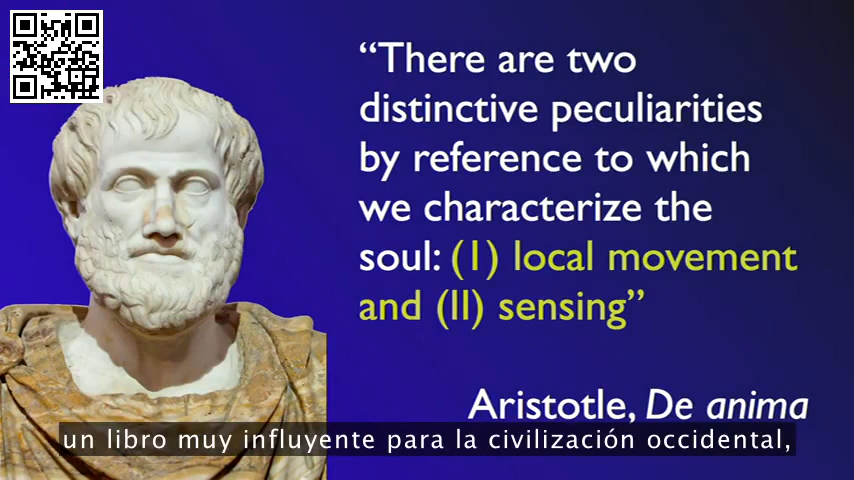 “There are two
distinctive peculiarities
by reference to which
we characterize the
soul: (I) local movement
and (II) sensing”
Aristotle, De anima
un libro muy influyente para la civilización occidental,